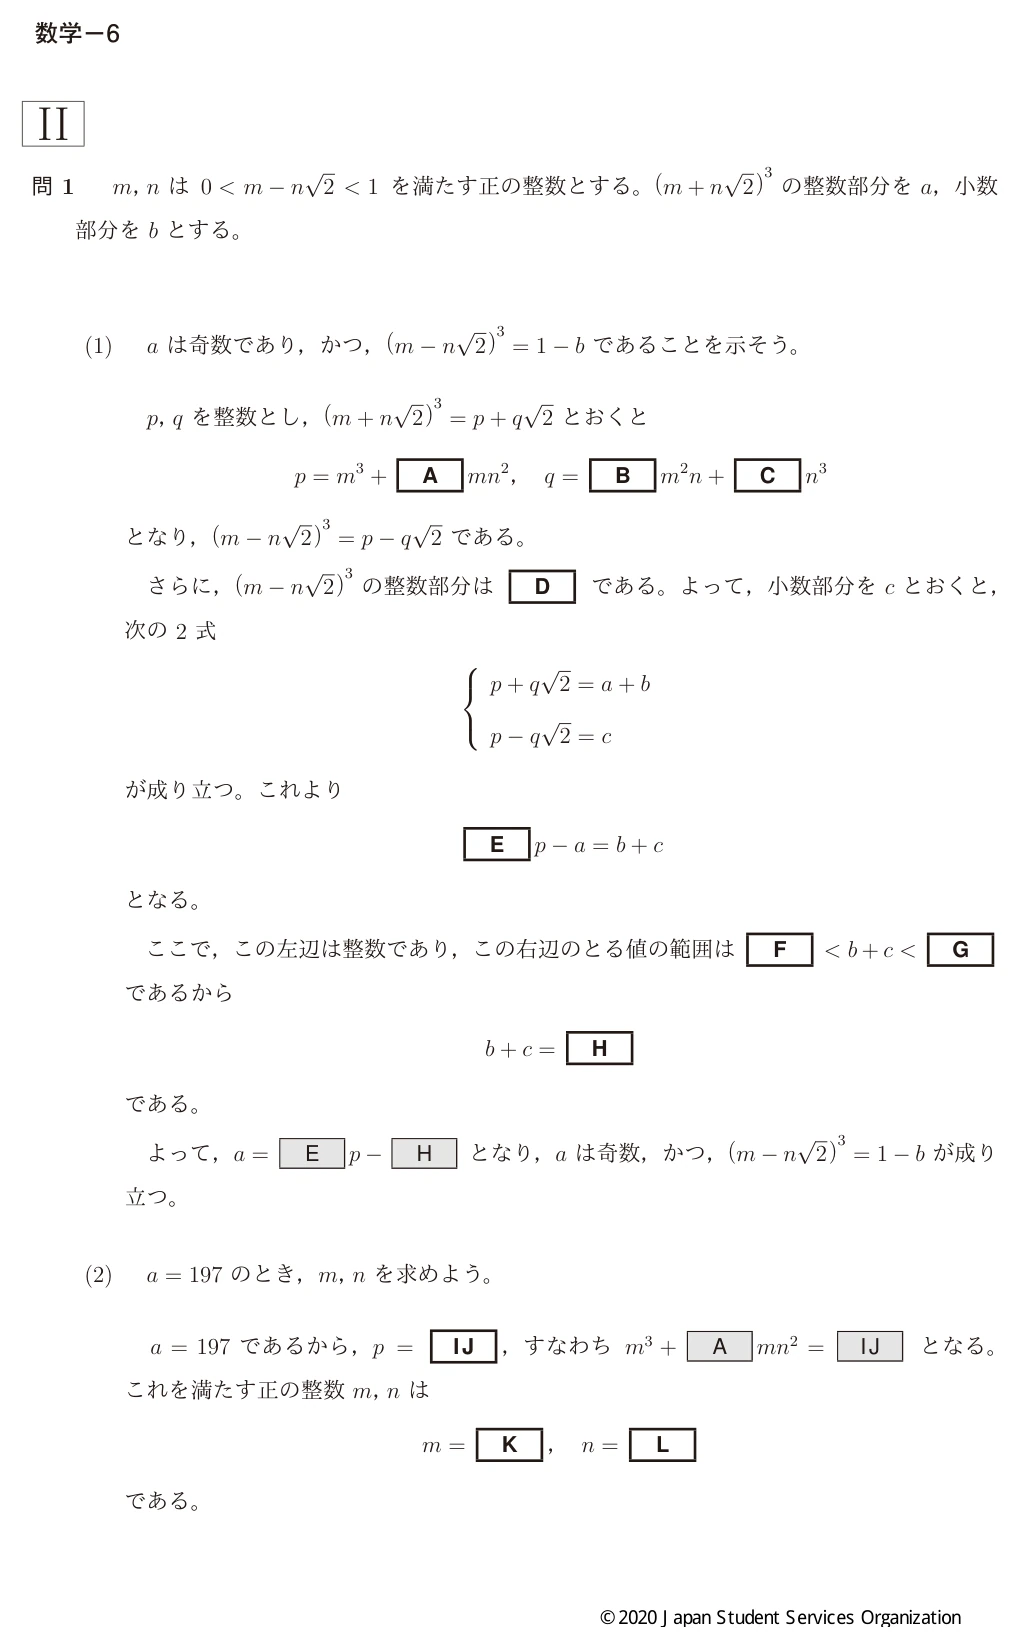 数学－6
II
問 1 m, n は 0 < m − n√2 < 1 を満たす正の整数とする。(m + n√2)³ の整数部分を a，小数
部分を b とする。
(1) a は奇数であり，かつ，(m − n√2)³ = 1 − b であることを示そう。
p, q を整数とし，(m + n√2)³ = p + q√2 とおくと
p = m³ + A mn²， q = B m²n + C n³
となり，(m − n√2)³ = p − q√2 である。
さらに，(m − n√2)³ の整数部分は D である。よって，小数部分を c とおくと，
次の 2 式
p + q√2 = a + b
p − q√2 = c
が成り立つ。これより
E p − a = b + c
となる。
ここで，この左辺は整数であり，この右辺のとる値の範囲は F < b + c < G
であるから
b + c = H
である。
よって，a = E p − H となり，a は奇数，かつ，(m − n√2)³ = 1 − b が成り
立つ。
(2) a = 197 のとき，m, n を求めよう。
a = 197 であるから，p = IJ ，すなわち m³ + A mn² = IJ となる。
これを満たす正の整数 m, n は
m = K ， n = L
である。
© 2020 Japan Student Services Organization